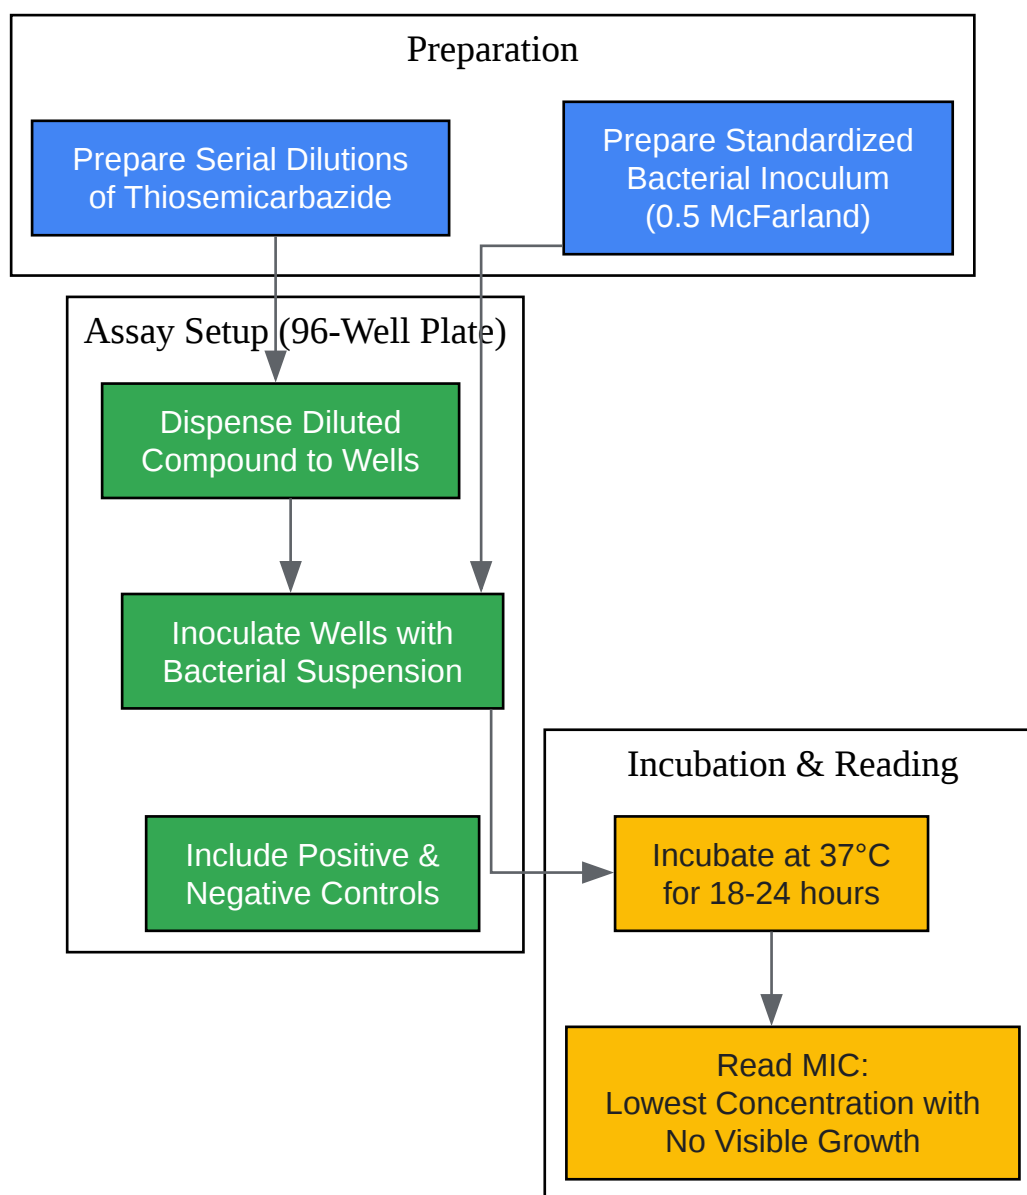 Preparation
Prepare Serial Dilutions
of Thiosemicarbazide
Prepare Standardized
Bacterial Inoculum
(0.5 McFarland)
Assay Setup (96-Well Plate)
Dispense Diluted
Compound to Wells
Inoculate Wells with
Bacterial Suspension
Include Positive &
Negative Controls
Incubation & Reading
Incubate at 37°C
for 18-24 hours
Read MIC:
Lowest Concentration with
No Visible Growth